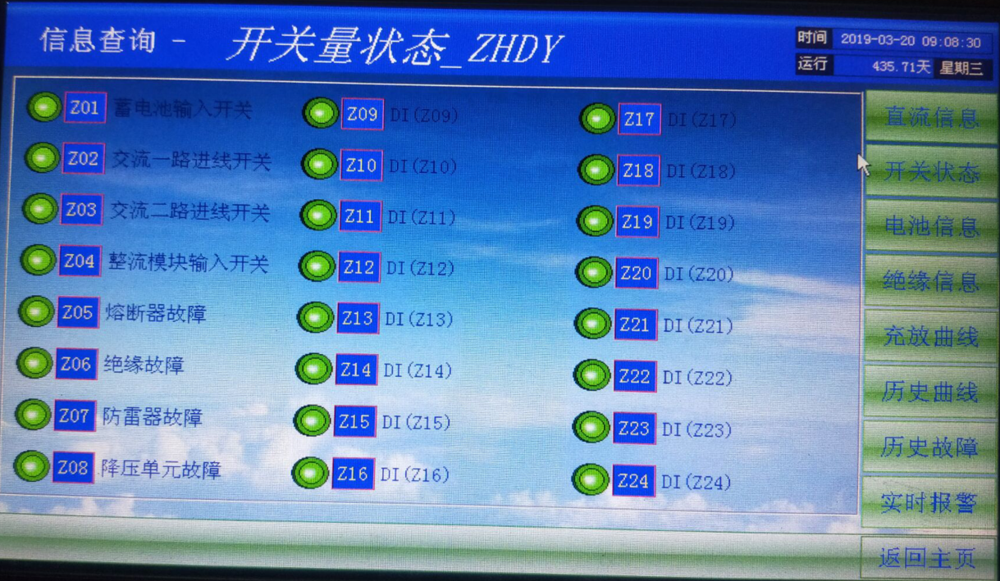 信息查询 - 开关量状态_ZHDY
时间 2019-03-20 09:08:30
运行 435.71天 星期三
Z01 蓄电池输入开关
Z02 交流一路进线开关
Z03 交流二路进线开关
Z04 整流模块输入开关
Z05 熔断器故障
Z06 绝缘故障
Z07 防雷器故障
Z08 降压单元故障
Z09 DI(Z09)
Z10 DI(Z10)
Z11 DI(Z11)
Z12 DI(Z12)
Z13 DI(Z13)
Z14 DI(Z14)
Z15 DI(Z15)
Z16 DI(Z16)
Z17 DI(Z17)
Z18 DI(Z18)
Z19 DI(Z19)
Z20 DI(Z20)
Z21 DI(Z21)
Z22 DI(Z22)
Z23 DI(Z23)
Z24 DI(Z24)
直流信息
开关状态
电池信息
绝缘信息
充放曲线
历史曲线
历史故障
实时报警
返回主页